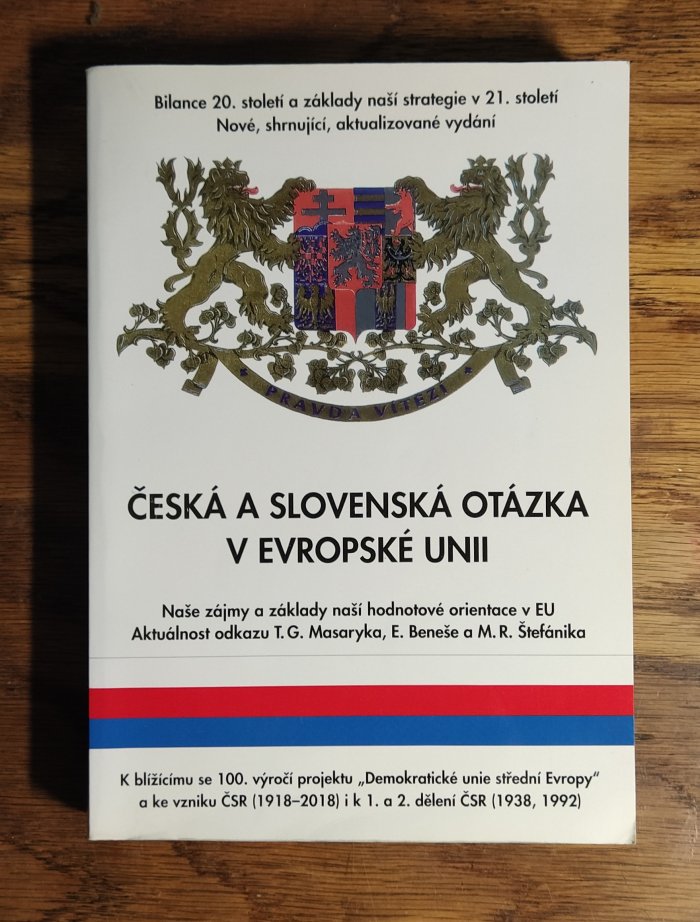 Bilance 20. století a základy naší strategie v 21. století
Nové, shrnující, aktualizované vydání
PRAVDA VÍTĚZÍ
ČESKÁ A SLOVENSKÁ OTÁZKA
V EVROPSKÉ UNII
Naše zájmy a základy naší hodnotové orientace v EU
Aktuálnost odkazu T. G. Masaryka, E. Beneše a M. R. Štefánika
K blížícímu se 100. výročí projektu „Demokratické unie střední Evropy“
a ke vzniku ČSR (1918–2018) i k 1. a 2. dělení ČSR (1938, 1992)